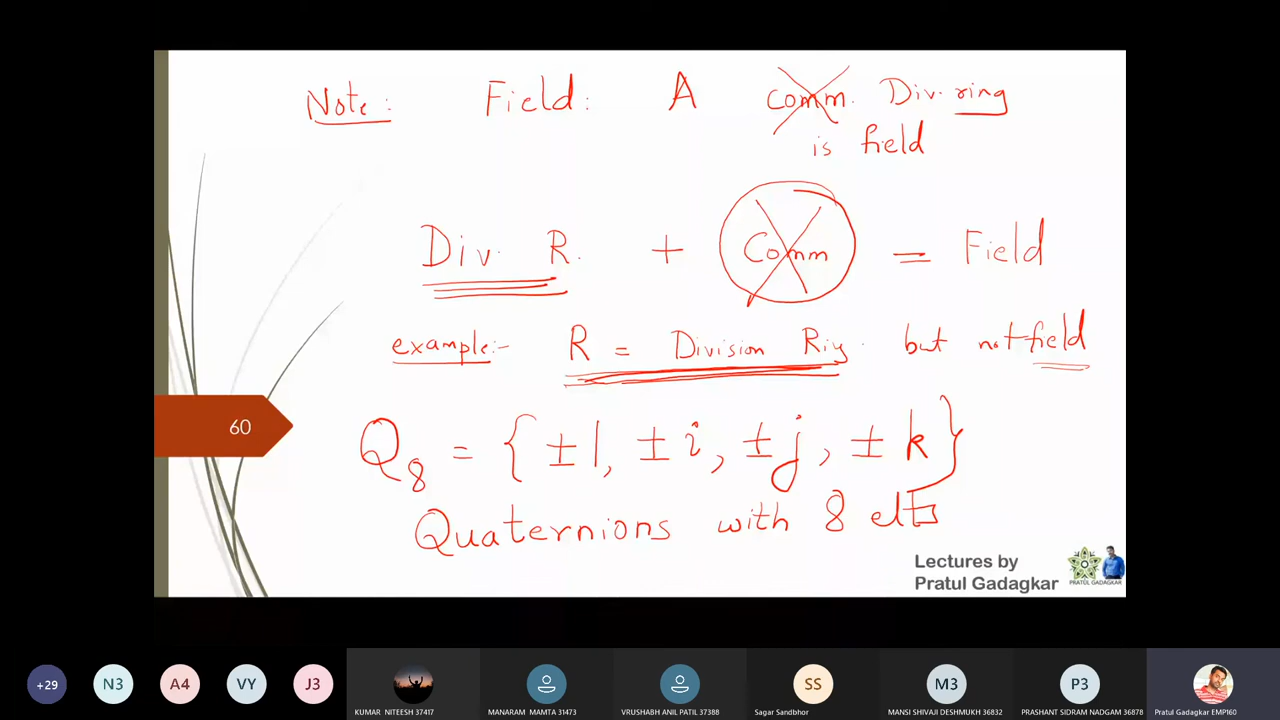 Note: Field: A comm. Div. ring
is field
Div. R. + Comm = Field
example:- R = Division Ring. but not field
Q8 = {±1, ±i, ±j, ±k}
Quaternions with 8 elts
60
Lectures by
Pratul Gadagkar
PRATUL GADAGKAR
+29 N3 A4 VY J3 SS M3 P3
KUMAR NITEESH 37417 MANARAM MAMTA 31473 VRUSHABH ANIL PATIL 37388 Sagar Sandbhor MANSI SHIVAJI DESHMUKH 36832 PRASHANT SIDRAM NADGAM 36878 Pratul Gadagkar EMP160